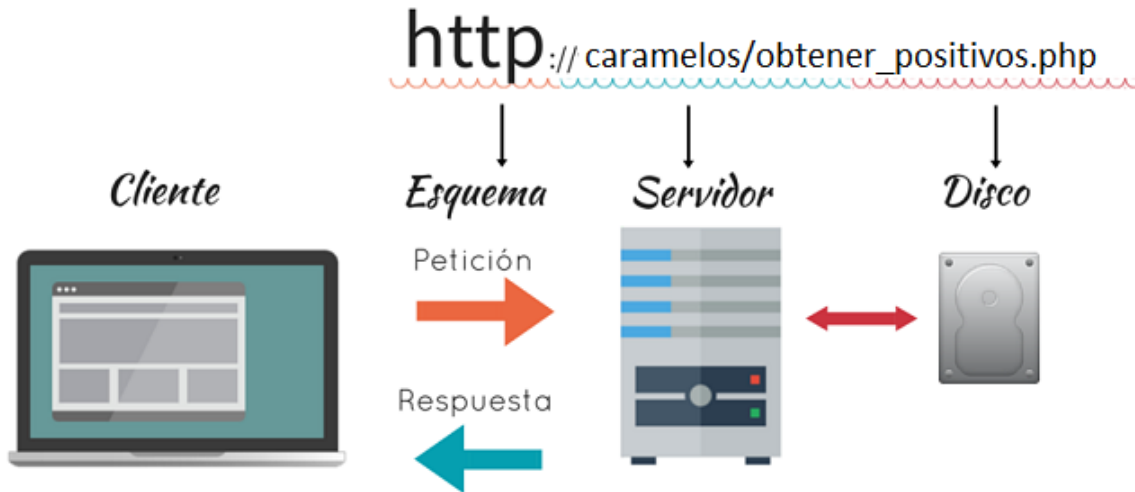 http:// caramelos/obtener_positivos.php
Cliente
Esquema
Servidor
Disco
Petición
Respuesta